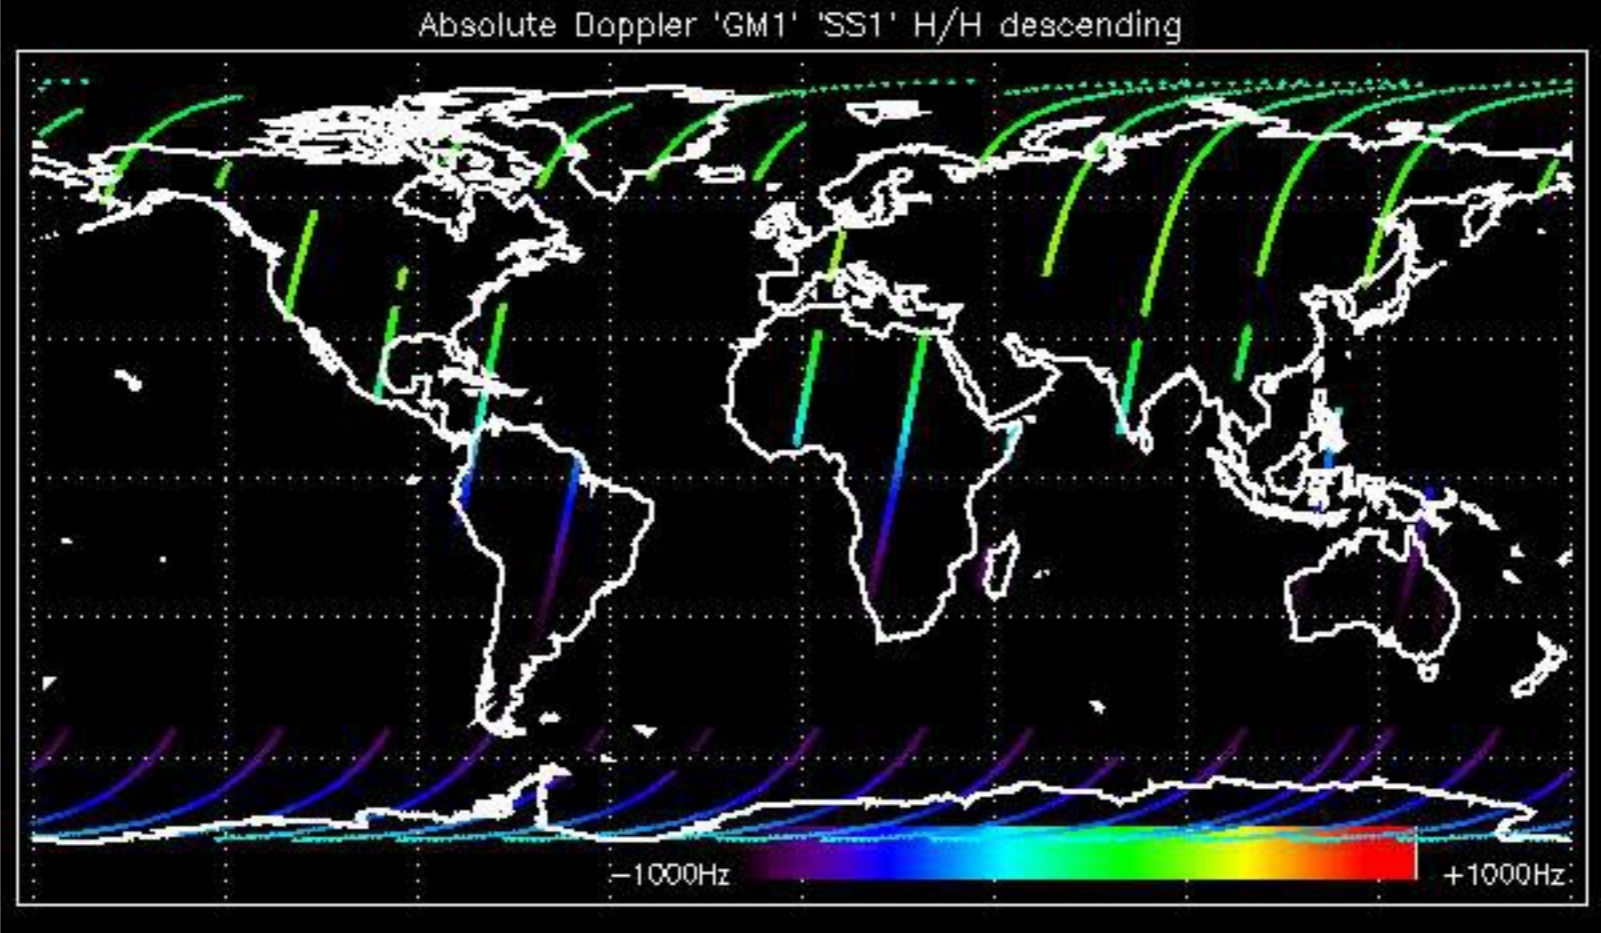 Absolute Doppler 'GM1' 'SS1' H/H descending
−1000Hz
+1000Hz